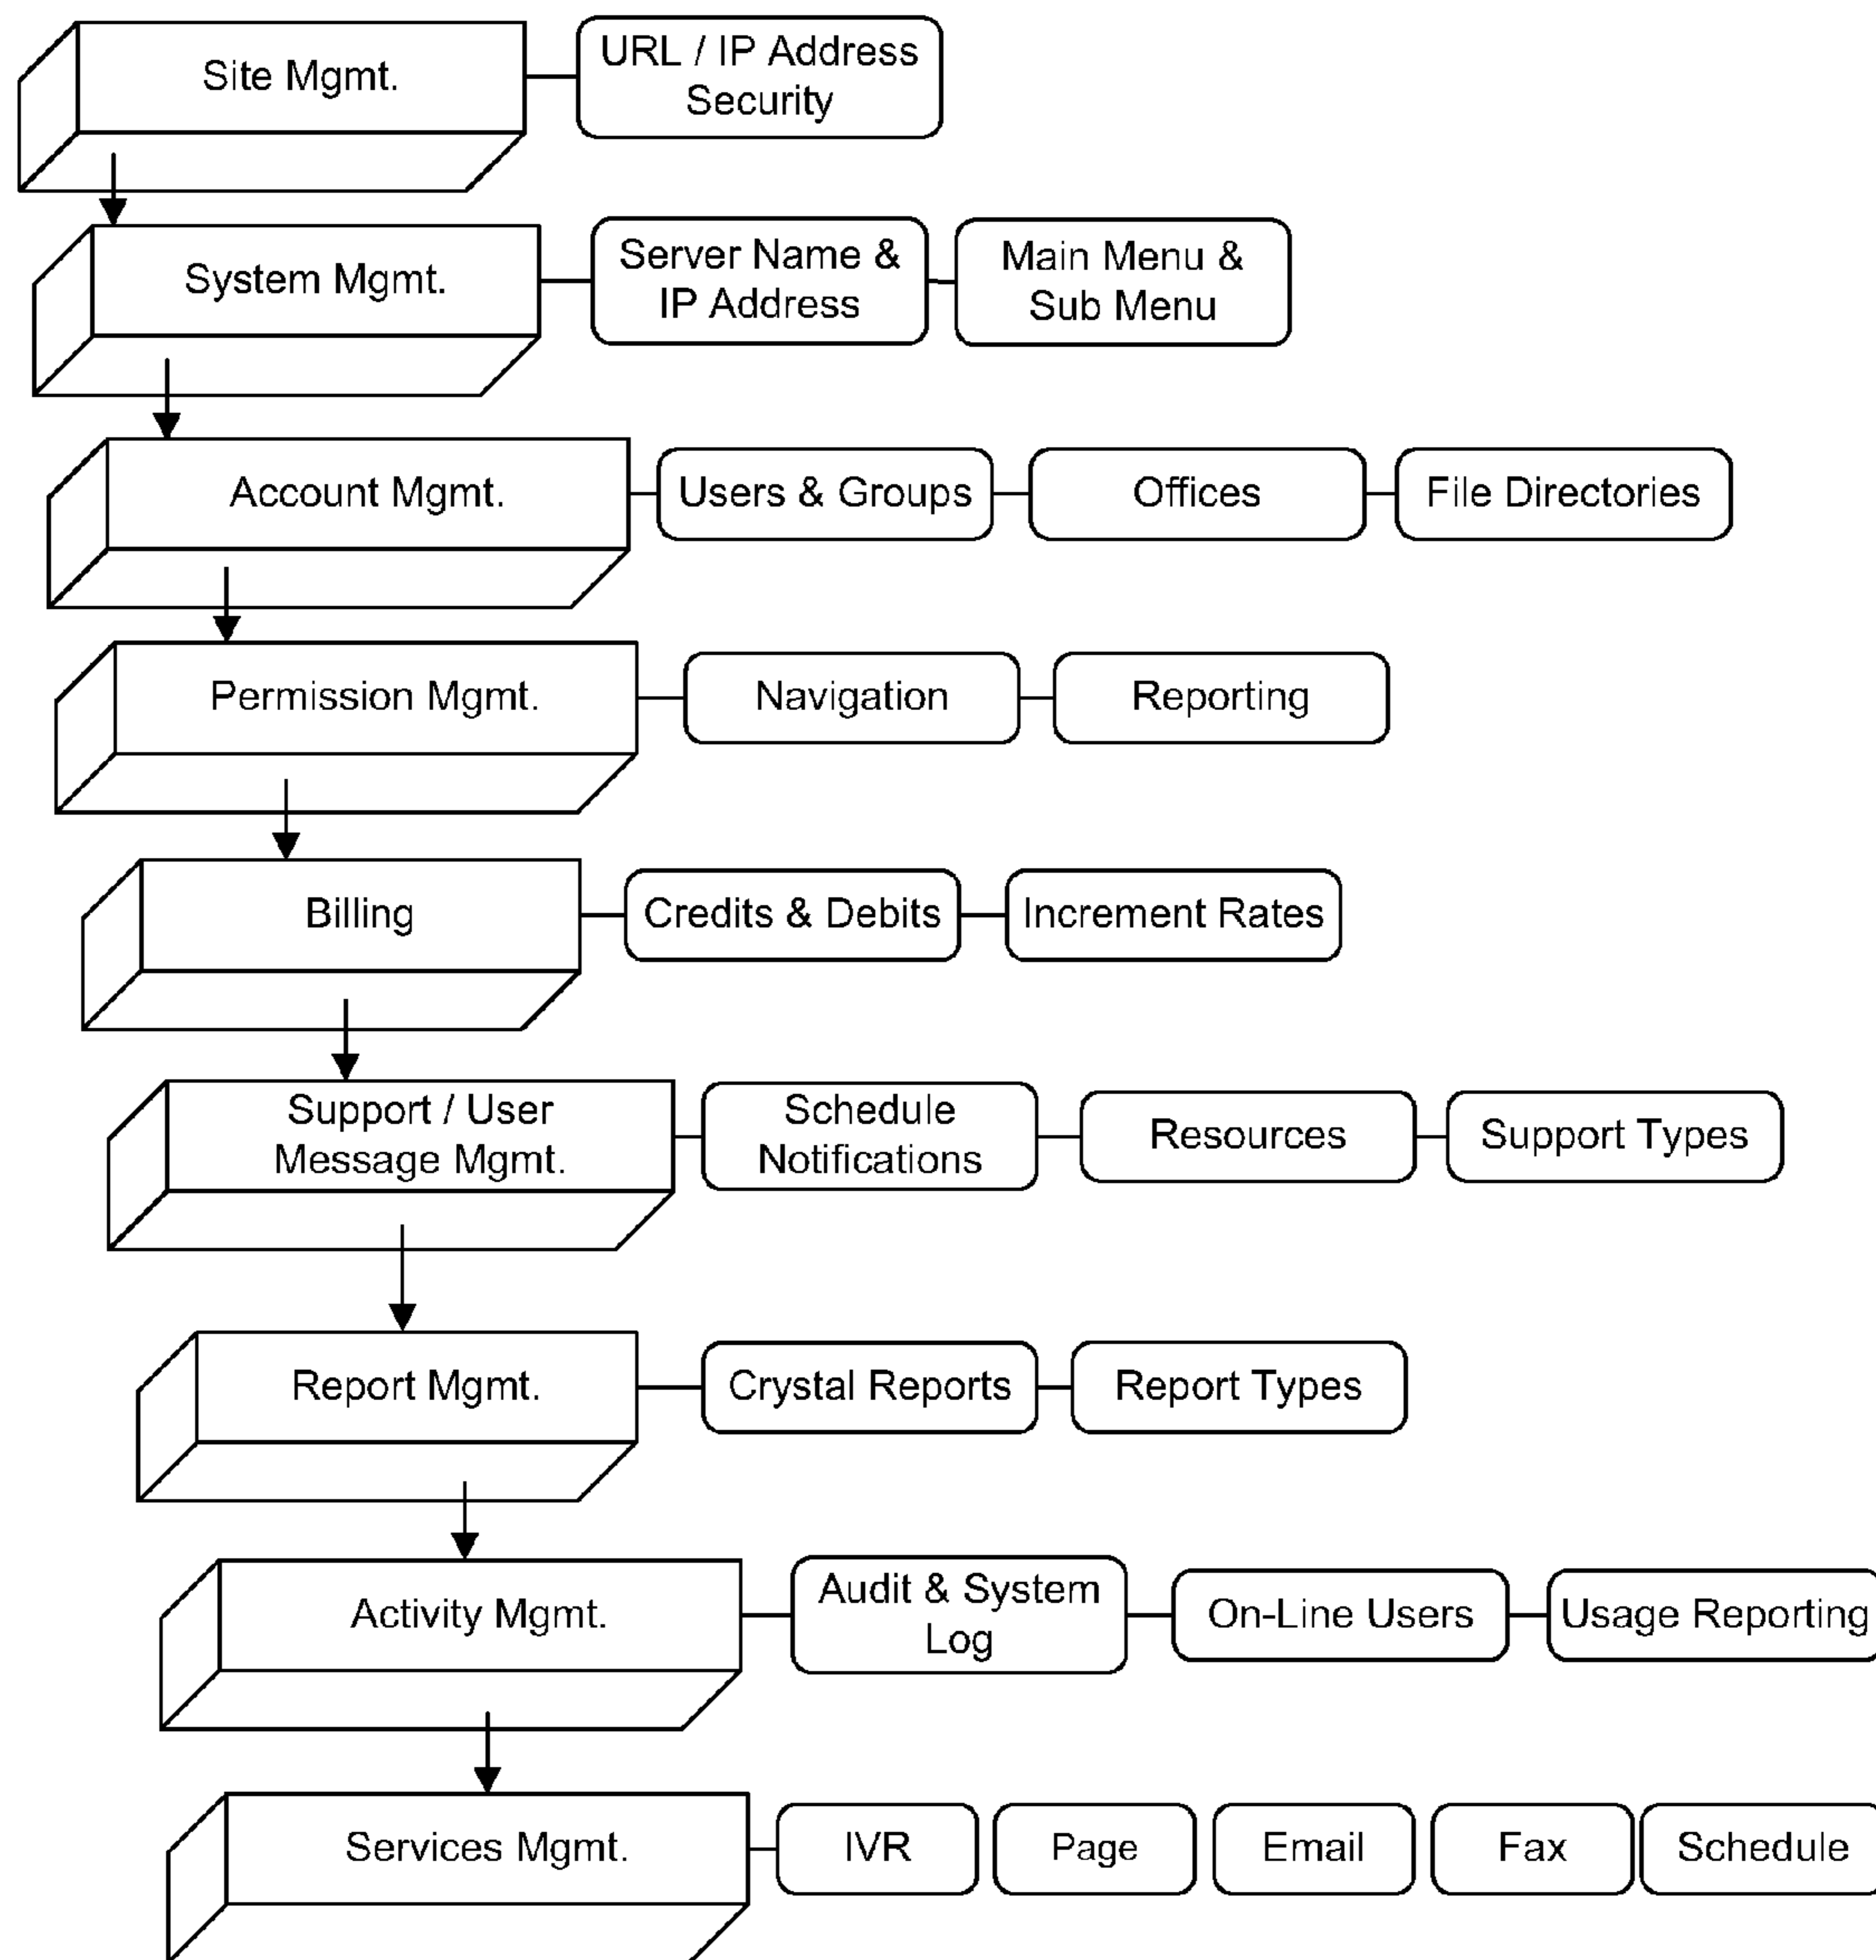 Site Mgmt.
URL / IP Address
Security
System Mgmt.
Server Name &
IP Address
Main Menu &
Sub Menu
Account Mgmt.
Users & Groups
Offices
File Directories
Permission Mgmt.
Navigation
Reporting
Billing
Credits & Debits
Increment Rates
Support / User
Message Mgmt.
Schedule
Notifications
Resources
Support Types
Report Mgmt.
Crystal Reports
Report Types
Activity Mgmt.
Audit & System
Log
On-Line Users
Usage Reporting
Services Mgmt.
IVR
Page
Email
Fax
Schedule